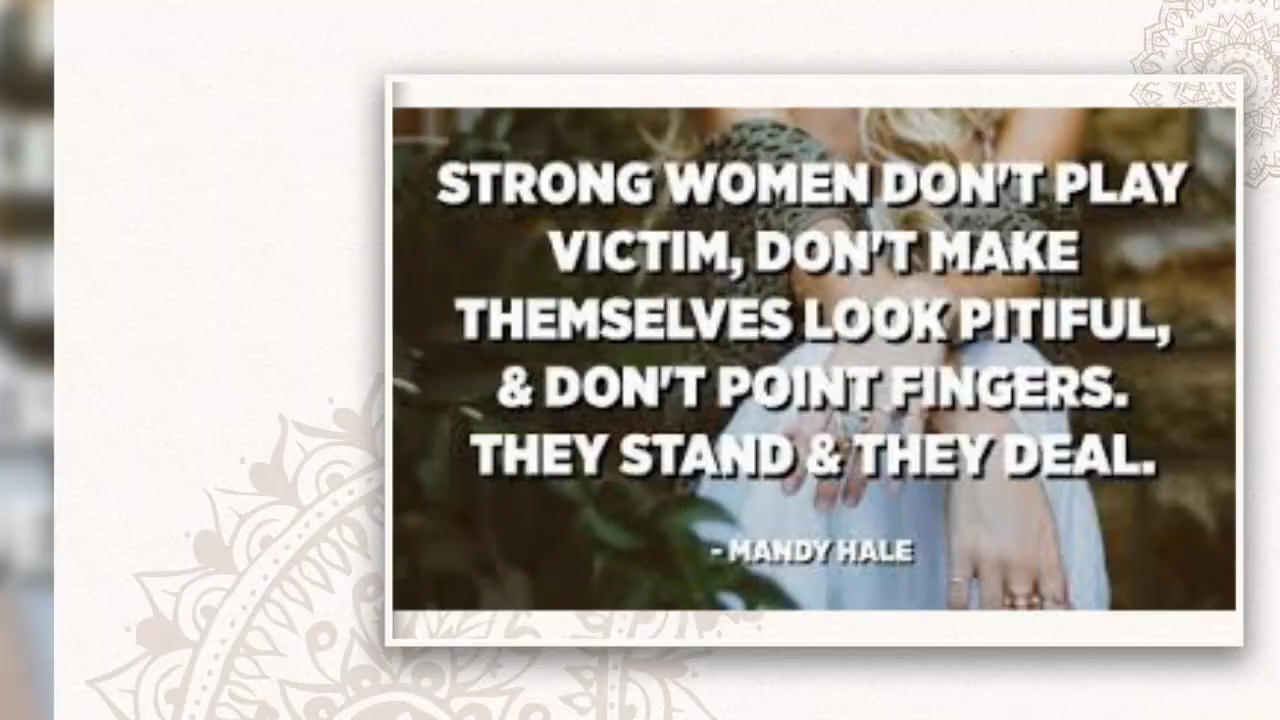 STRONG WOMEN DON'T PLAY
VICTIM, DON'T MAKE
THEMSELVES LOOK PITIFUL,
& DON'T POINT FINGERS.
THEY STAND & THEY DEAL.
- MANDY HALE